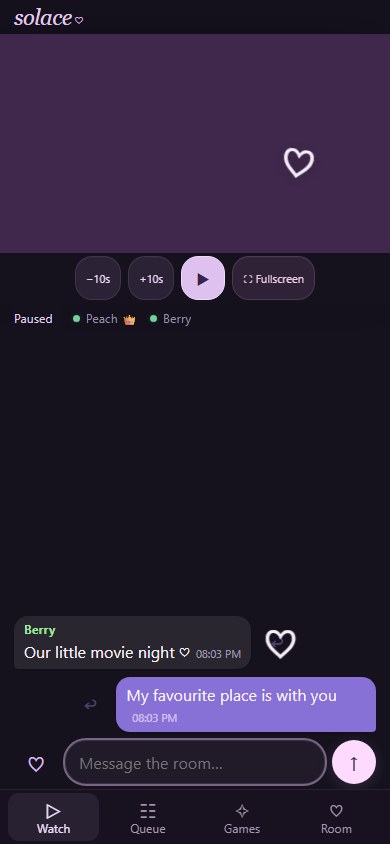 solace♡
−10s
+10s
Fullscreen
Paused
Peach
Berry
Berry
Our little movie night ♡ 08:03 PM
My favourite place is with you
08:03 PM
Message the room...
Watch
Queue
Games
Room